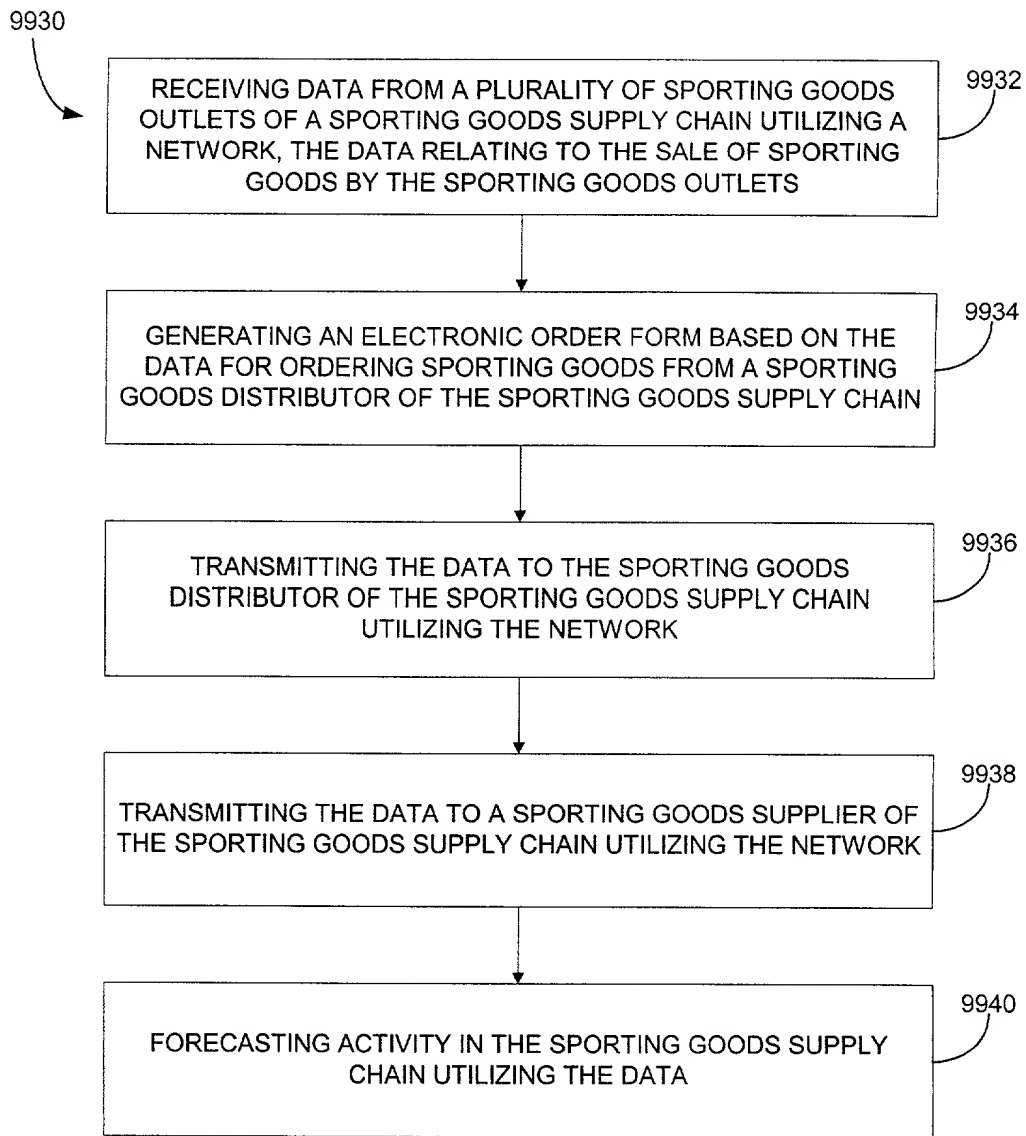 9930
RECEIVING DATA FROM A PLURALITY OF SPORTING GOODS
OUTLETS OF A SPORTING GOODS SUPPLY CHAIN UTILIZING A
NETWORK, THE DATA RELATING TO THE SALE OF SPORTING
GOODS BY THE SPORTING GOODS OUTLETS
9932
GENERATING AN ELECTRONIC ORDER FORM BASED ON THE
DATA FOR ORDERING SPORTING GOODS FROM A SPORTING
GOODS DISTRIBUTOR OF THE SPORTING GOODS SUPPLY CHAIN
9934
TRANSMITTING THE DATA TO THE SPORTING GOODS
DISTRIBUTOR OF THE SPORTING GOODS SUPPLY CHAIN
UTILIZING THE NETWORK
9936
TRANSMITTING THE DATA TO A SPORTING GOODS SUPPLIER OF
THE SPORTING GOODS SUPPLY CHAIN UTILIZING THE NETWORK
9938
FORECASTING ACTIVITY IN THE SPORTING GOODS SUPPLY
CHAIN UTILIZING THE DATA
9940